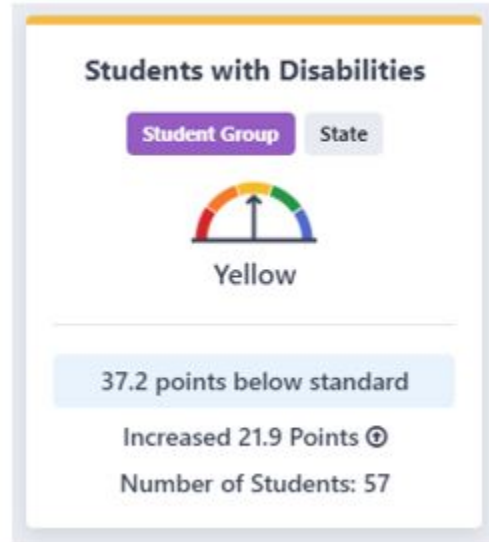 Students with Disabilities
Student Group State
Yellow
37.2 points below standard
Increased 21.9 Points
Number of Students: 57